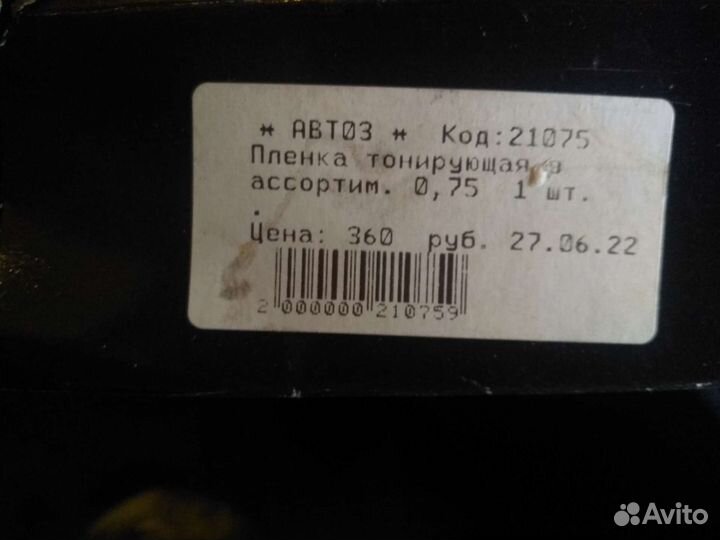 * АВТ03 * Код:21075
Пленка тонирующая в
ассортим. 0,75 1 шт.
.
Цена: 360 руб. 27.06.22
2 000000 210759
Avito